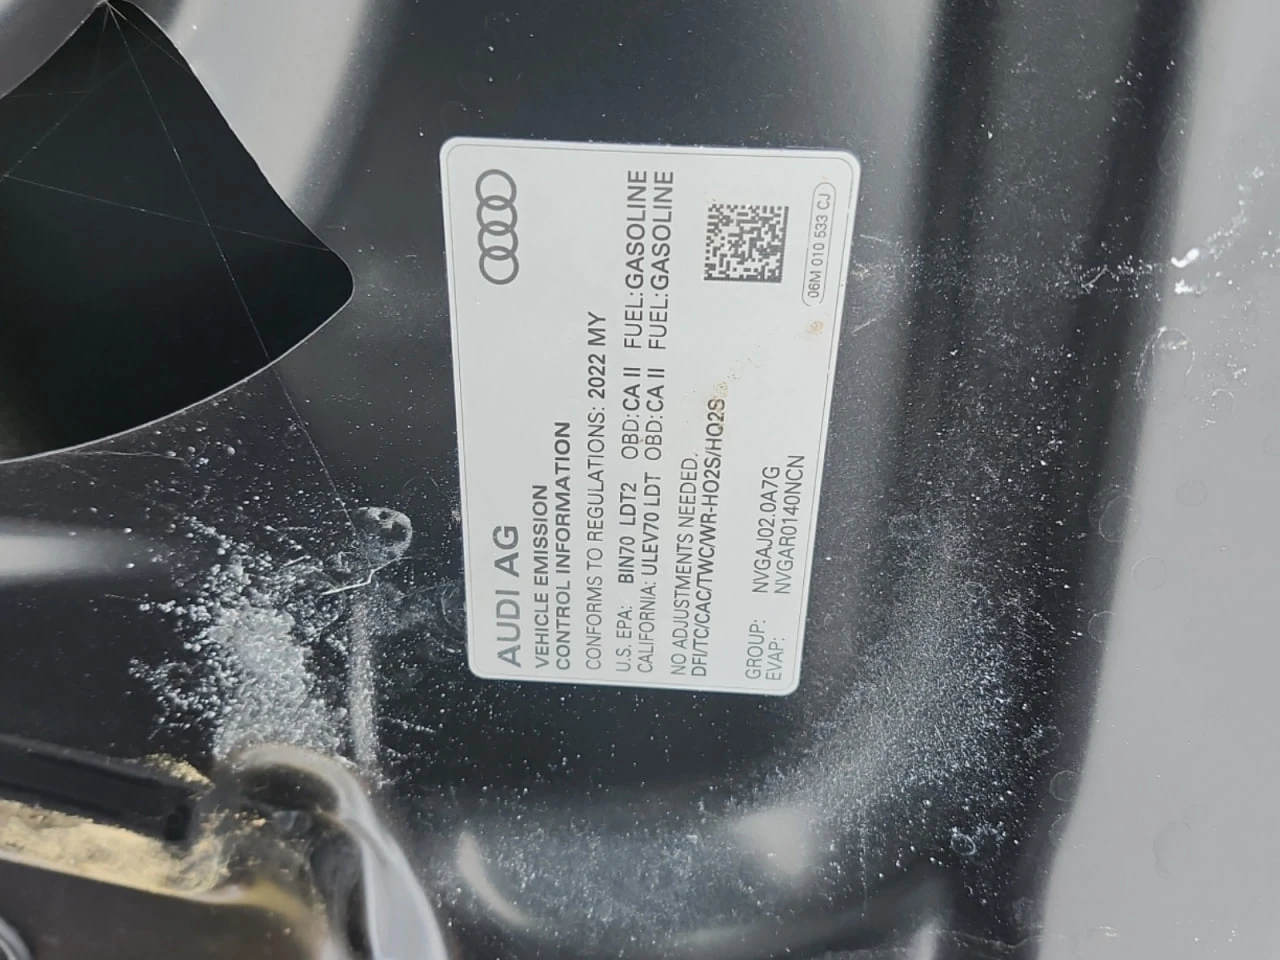 AUDI AG
VEHICLE EMISSION
CONTROL INFORMATION
CONFORMS TO REGULATIONS: 2022 MY
U.S. EPA: BIN70 LDT2 OBD:CA II FUEL:GASOLINE
CALIFORNIA: ULEV70 LDT OBD:CA II FUEL:GASOLINE
NO ADJUSTMENTS NEEDED.
DFI/TC/CAC/TWC/WR-HO2S/HO2S
GROUP: NVGAJ02.0A7G
EVAP: NVGAR0140NCN
06M 010 533 CJ